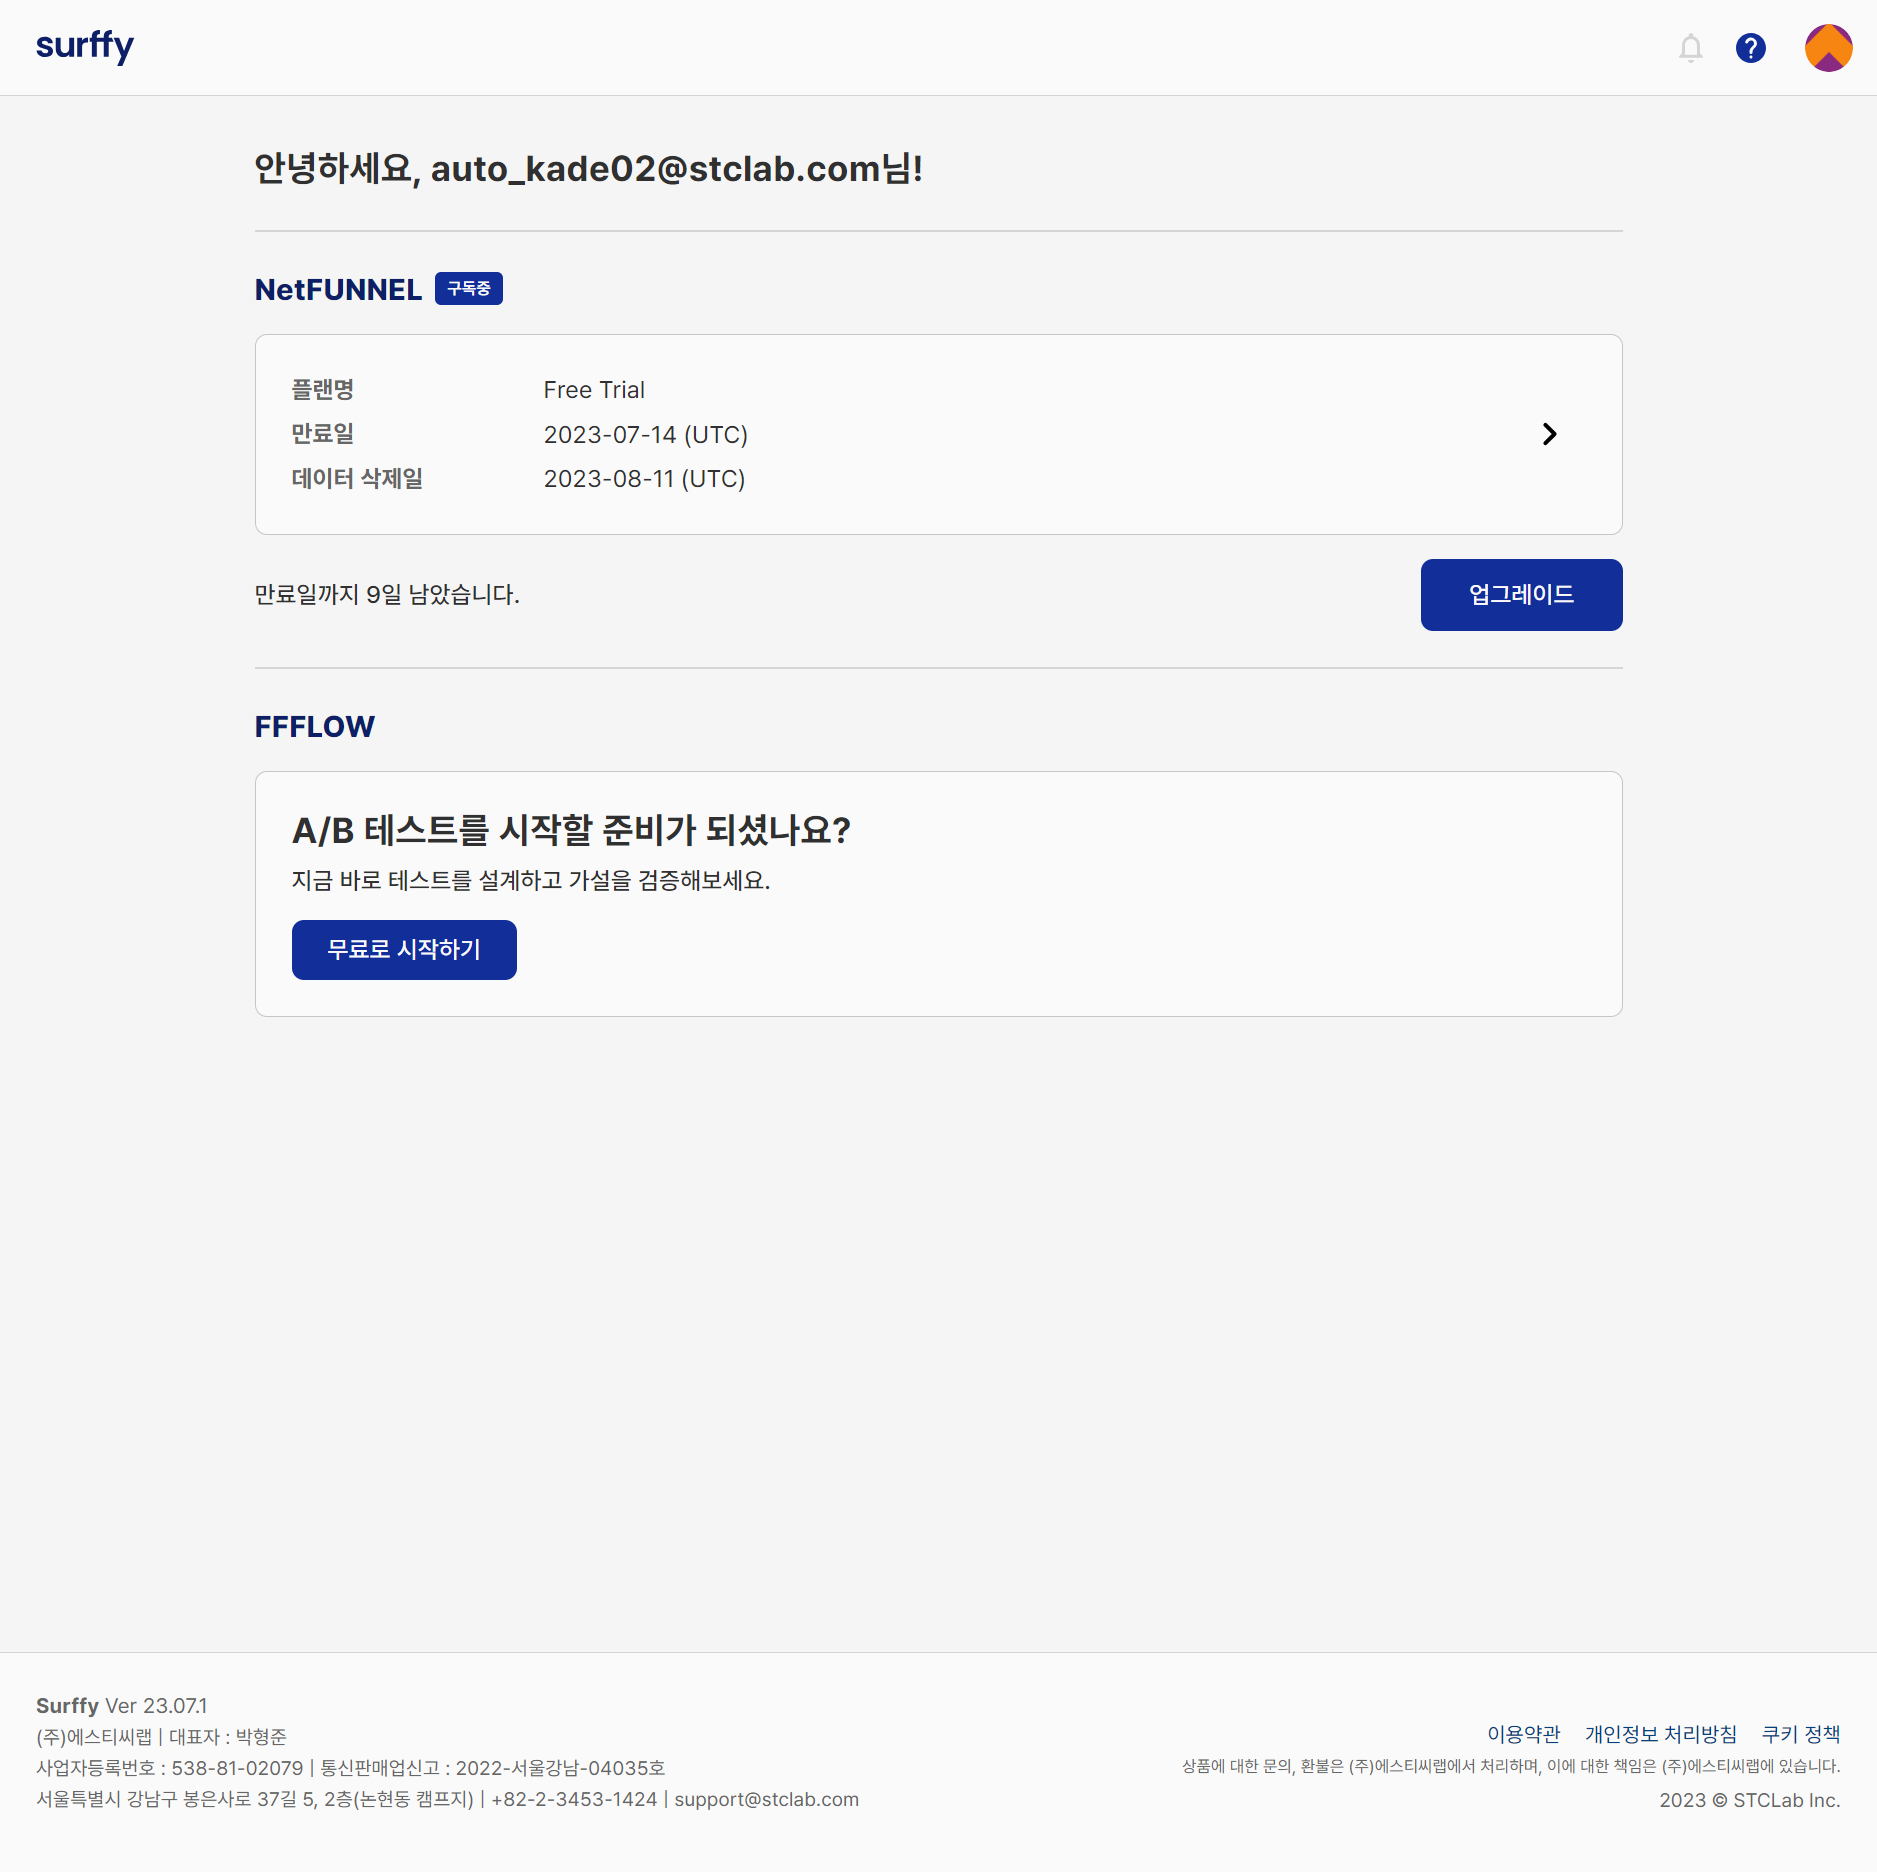 surffy
안녕하세요, auto_kade02@stclab.com님!
NetFUNNEL 구독중
플랜명 Free Trial
만료일 2023-07-14 (UTC)
데이터 삭제일 2023-08-11 (UTC)
만료일까지 9일 남았습니다.
업그레이드
FFFLOW
A/B 테스트를 시작할 준비가 되셨나요?
지금 바로 테스트를 설계하고 가설을 검증해보세요.
무료로 시작하기
Surffy Ver 23.07.1
(주)에스티씨랩 | 대표자 : 박형준
사업자등록번호 : 538-81-02079 | 통신판매업신고 : 2022-서울강남-04035호
서울특별시 강남구 봉은사로 37길 5, 2층(논현동 캠프지) | +82-2-3453-1424 | support@stclab.com
이용약관 개인정보 처리방침 쿠키 정책
상품에 대한 문의, 환불은 (주)에스티씨랩에서 처리하며, 이에 대한 책임은 (주)에스티씨랩에 있습니다.
2023 © STCLab Inc.